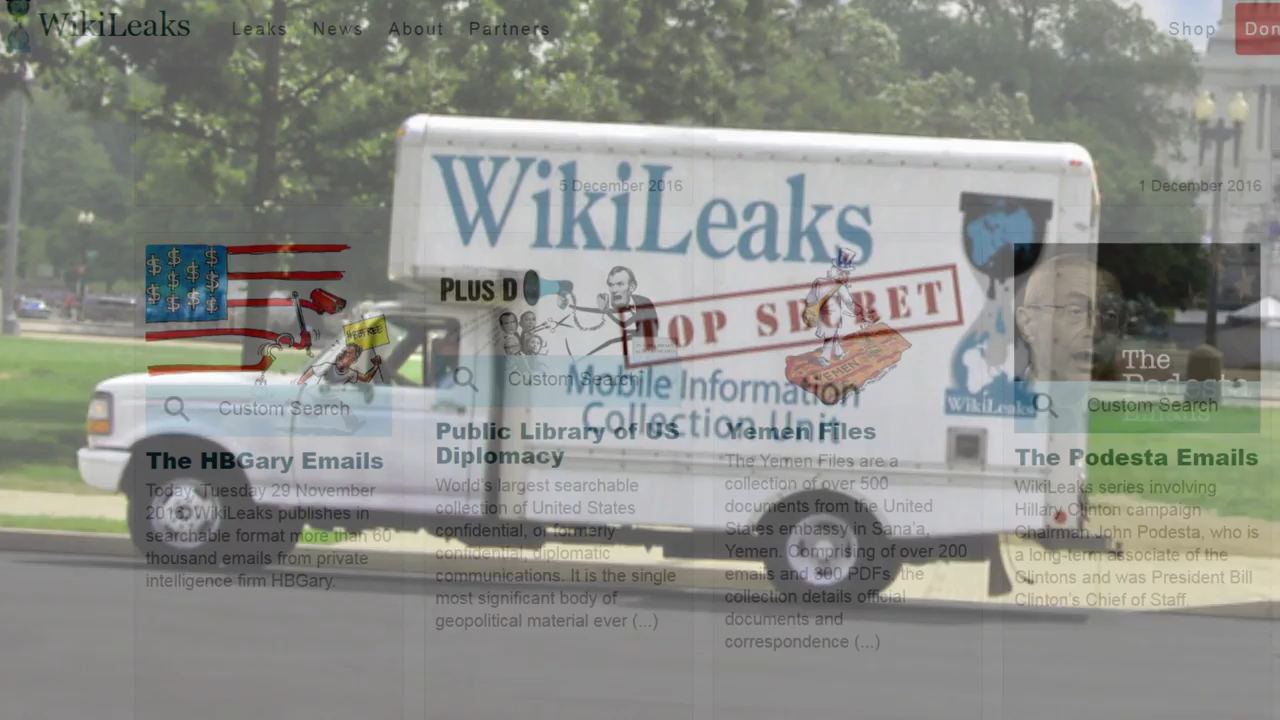 WikiLeaks
Leaks News About Partners
Shop
Don
5 December 2016
1 December 2016
WikiLeaks
TOP SECRET
Mobile Information
Collection Unit
WikiLeaks
PLUS D
YEMEN
The
Podesta
Emails
Custom Search
Custom Search
Custom Search
The HBGary Emails
Today, Tuesday 29 November
2016, WikiLeaks publishes in
searchable format more than 60
thousand emails from private
intelligence firm HBGary.
Public Library of US
Diplomacy
World's largest searchable
collection of United States
confidential, or formerly
confidential diplomatic
communications. It is the single
most significant body of
geopolitical material ever (...)
Yemen Files
The Yemen Files are a
collection of over 500
documents from the United
States embassy in Sana'a,
Yemen. Comprising of over 200
emails and 300 PDFs, the
collection details official
documents and
correspondence (...)
The Podesta Emails
WikiLeaks series involving
Hillary Clinton campaign
Chairman John Podesta, who is
a long-term associate of the
Clintons and was President Bill
Clinton's Chief of Staff